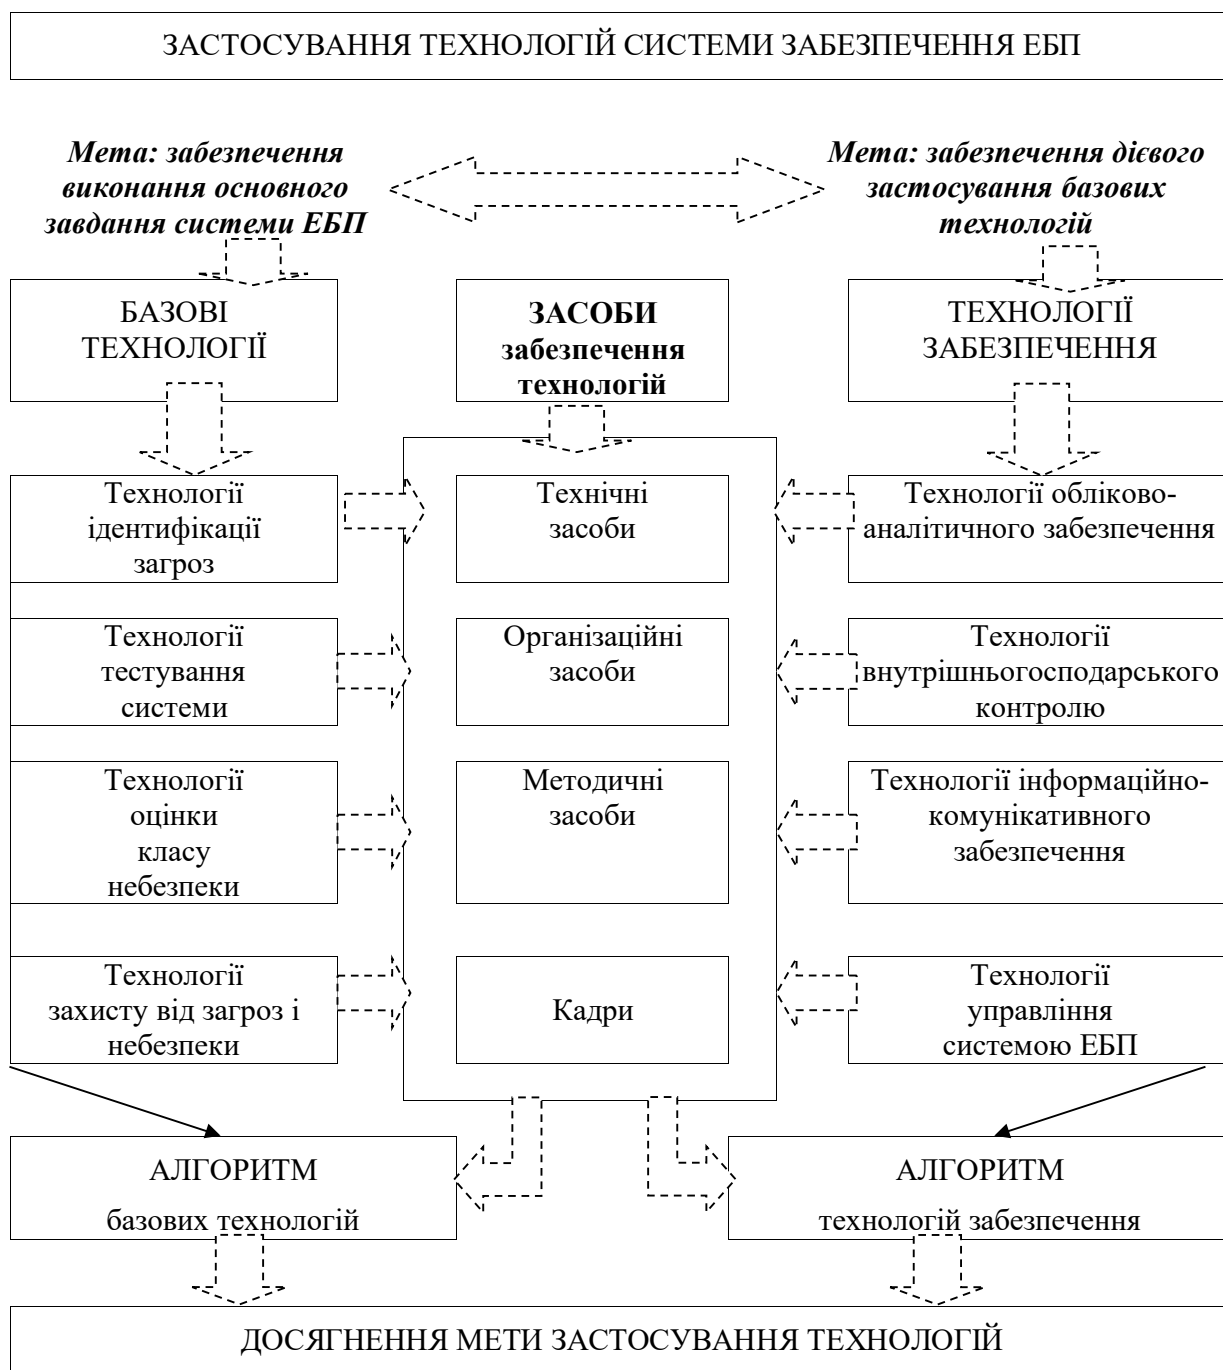 ЗАСТОСУВАННЯ ТЕХНОЛОГІЙ СИСТЕМИ ЗАБЕЗПЕЧЕННЯ ЕБП
Мета: забезпечення
виконання основного
завдання системи ЕБП
Мета: забезпечення дієвого
застосування базових
технологій
БАЗОВІ
ТЕХНОЛОГІЇ
ЗАСОБИ
забезпечення
технологій
ТЕХНОЛОГІЇ
ЗАБЕЗПЕЧЕННЯ
Технології
ідентифікації
загроз
Технічні
засоби
Технології обліково-
аналітичного забезпечення
Технології
тестування
системи
Організаційні
засоби
Технології
внутрішньогосподарського
контролю
Технології
оцінки
класу
небезпеки
Методичні
засоби
Технології інформаційно-
комунікативного
забезпечення
Технології
захисту від загроз і
небезпеки
Кадри
Технології
управління
системою ЕБП
АЛГОРИТМ
базових технологій
АЛГОРИТМ
технологій забезпечення
ДОСЯГНЕННЯ МЕТИ ЗАСТОСУВАННЯ ТЕХНОЛОГІЙ